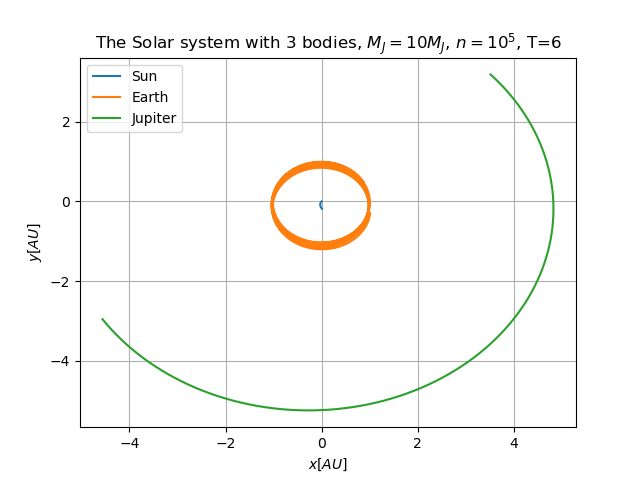 The Solar system with 3 bodies, $M_J = 10M_J$, $n = 10^5$, T=6
Sun
Earth
Jupiter
2
0
−2
−4
y[AU]
−4
−2
0
2
4
x[AU]